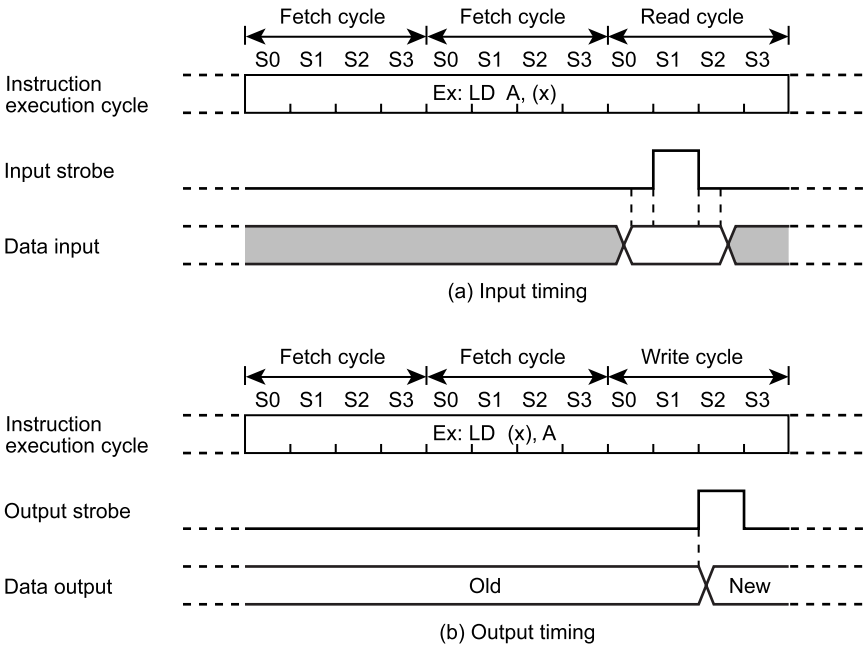 Fetch cycle Fetch cycle Read cycle
S0 S1 S2 S3 S0 S1 S2 S3 S0 S1 S2 S3
Instruction
execution cycle
Ex: LD A, (x)
Input strobe
Data input
(a) Input timing
Fetch cycle Fetch cycle Write cycle
S0 S1 S2 S3 S0 S1 S2 S3 S0 S1 S2 S3
Instruction
execution cycle
Ex: LD (x), A
Output strobe
Data output Old New
(b) Output timing